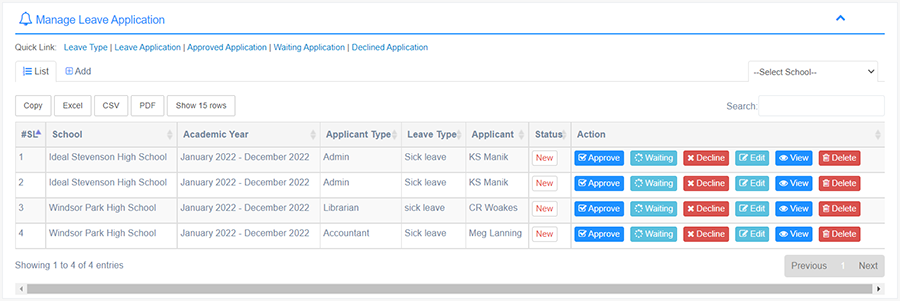 Manage Leave Application
Quick Link: Leave Type | Leave Application | Approved Application | Waiting Application | Declined Application
List Add --Select School--
Copy Excel CSV PDF Show 15 rows Search:
#SL School Academic Year Applicant Type Leave Type Applicant Status Action
1 Ideal Stevenson High School January 2022 - December 2022 Admin Sick leave KS Manik New Approve Waiting Decline Edit View Delete
2 Ideal Stevenson High School January 2022 - December 2022 Admin Sick leave KS Manik New Approve Waiting Decline Edit View Delete
3 Windsor Park High School January 2022 - December 2022 Librarian sick leave CR Woakes New Approve Waiting Decline Edit View Delete
4 Windsor Park High School January 2022 - December 2022 Accountant Sick leave Meg Lanning New Approve Waiting Decline Edit View Delete
Showing 1 to 4 of 4 entries Previous 1 Next